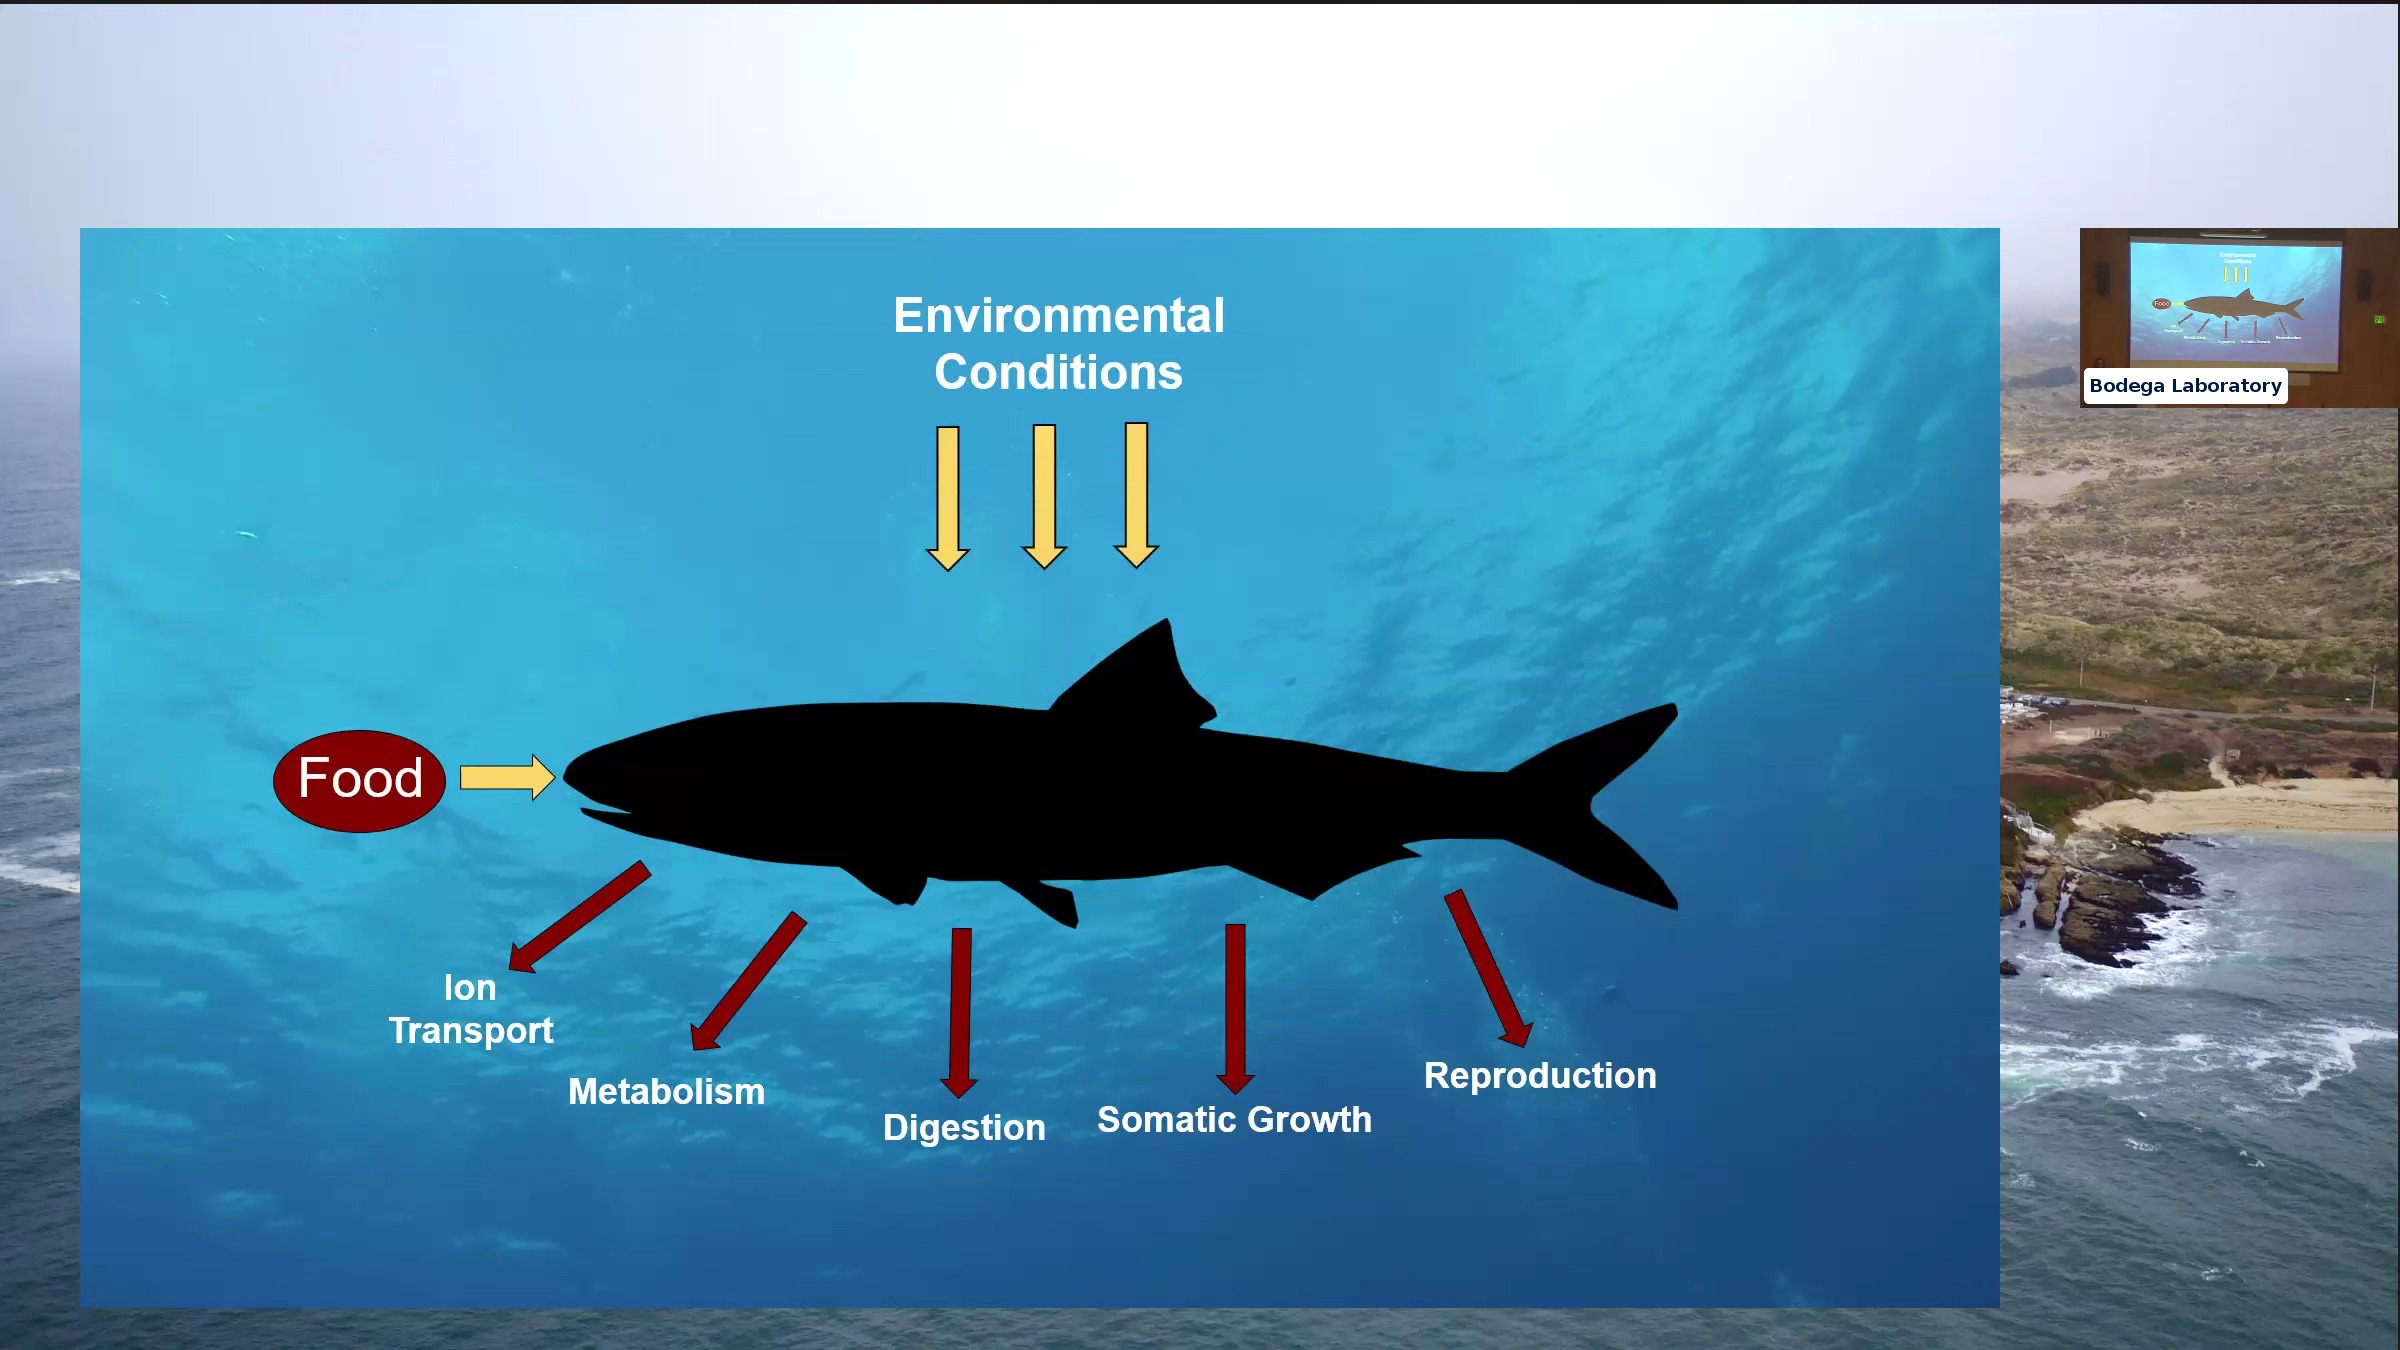 Environmental
Conditions
Food
Ion
Transport
Metabolism
Digestion
Somatic Growth
Reproduction
Bodega Laboratory